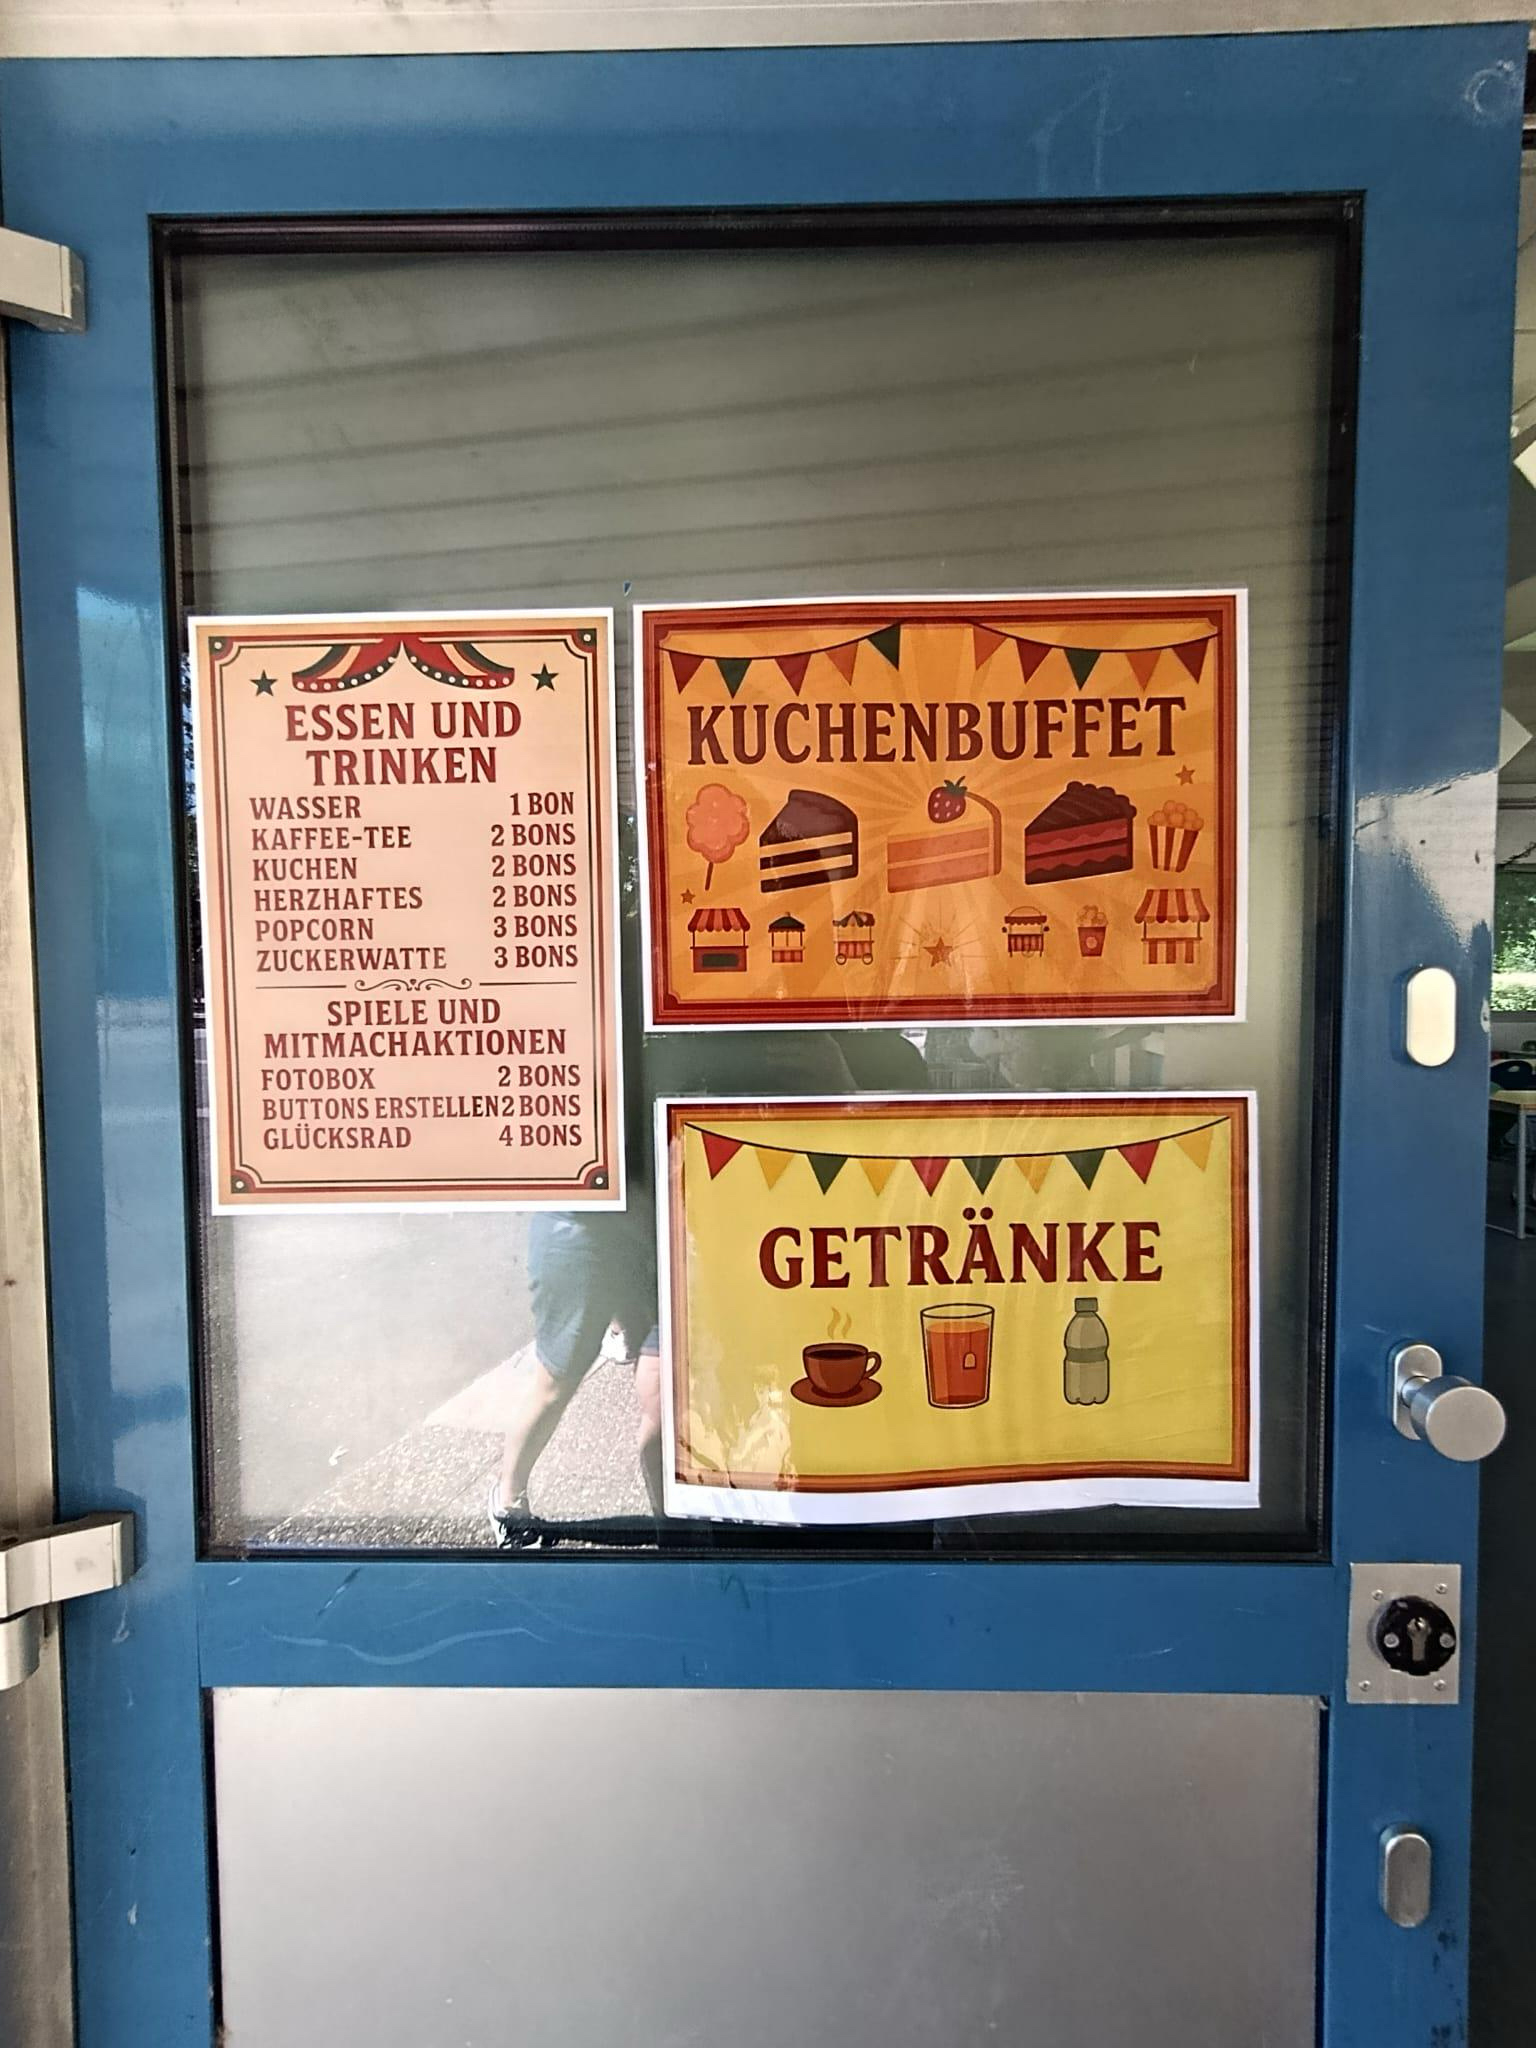 ESSEN UND
TRINKEN
WASSER 1 BON
KAFFEE-TEE 2 BONS
KUCHEN 2 BONS
HERZHAFTES 2 BONS
POPCORN 3 BONS
ZUCKERWATTE 3 BONS
SPIELE UND
MITMACHAKTIONEN
FOTOBOX 2 BONS
BUTTONS ERSTELLEN 2 BONS
GLÜCKSRAD 4 BONS
KUCHENBUFFET
GETRÄNKE